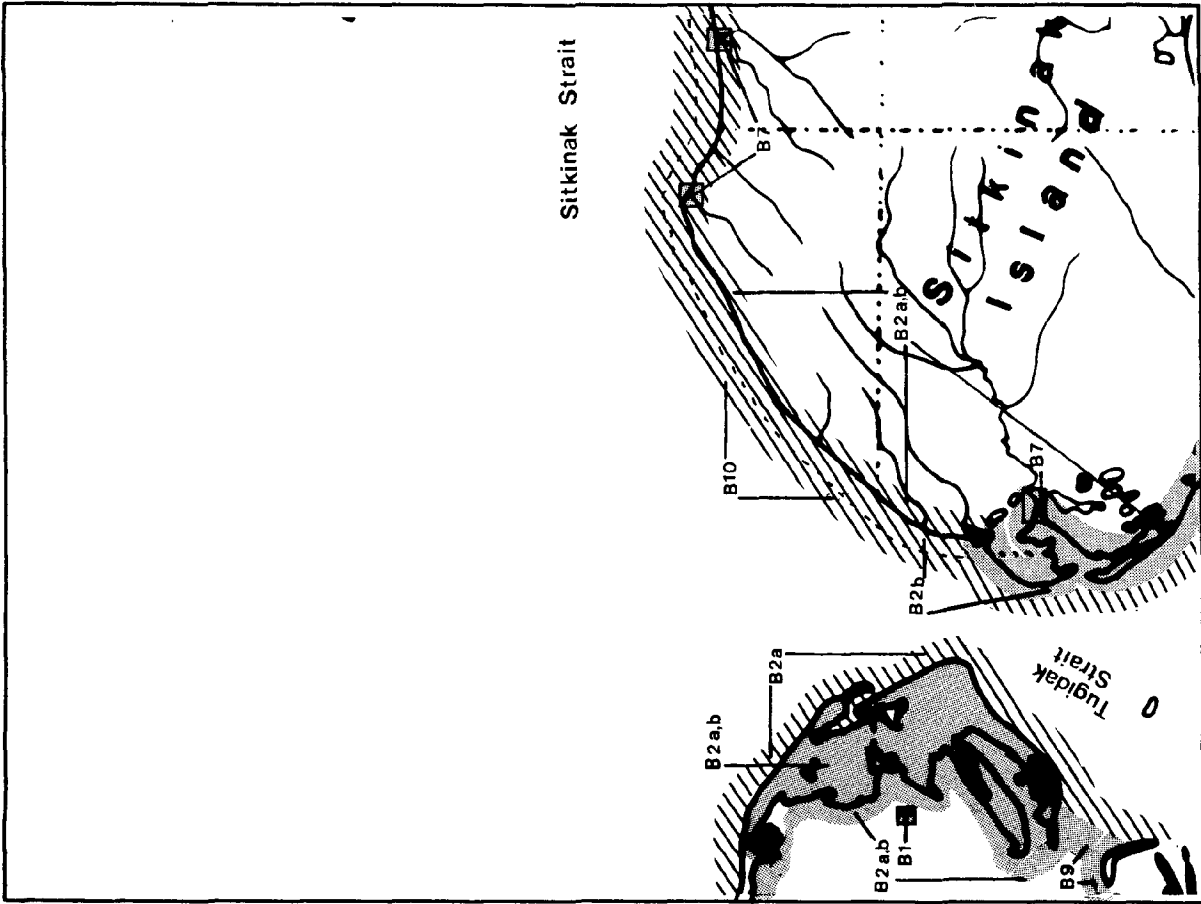 Sitkinak Strait
B7
B10
B2a,b
Sitkinak
Island
B7
B2b
B2a
B2a,b
Tugidak
Strait
B2a,b
B1
B9